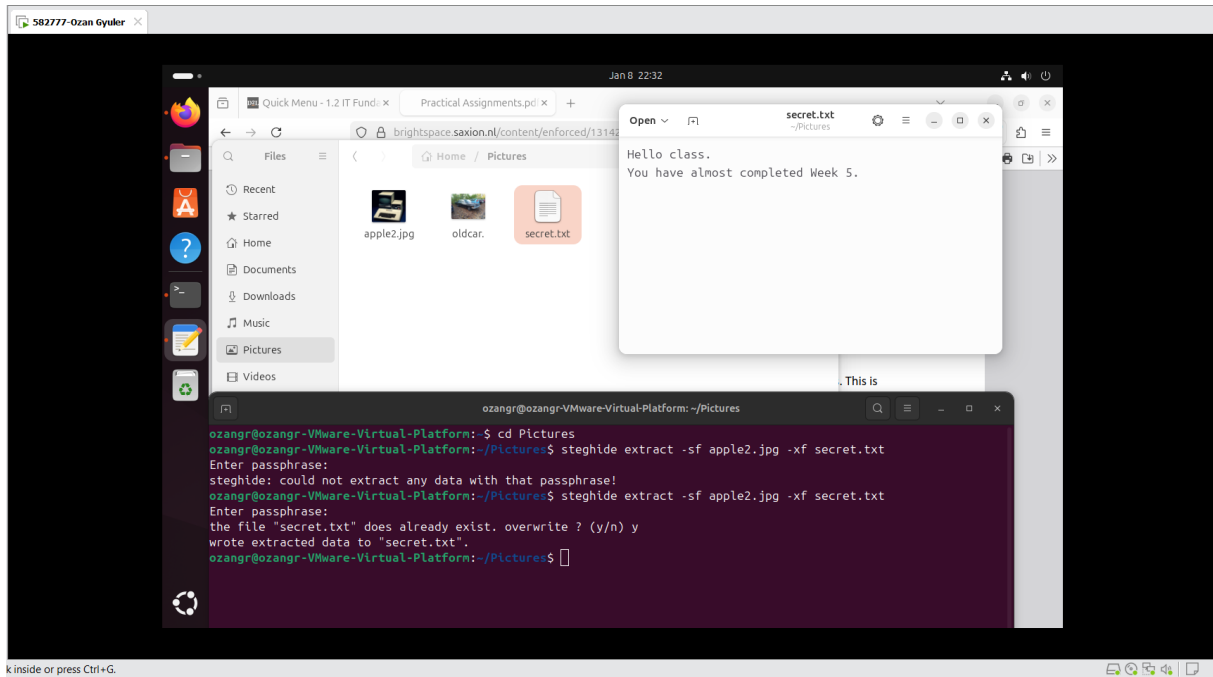 582777-Ozan Gyuler
Jan 8 22:32
Quick Menu - 1.2 IT Funda
Practical Assignments.pdf
brightspace.saxion.nl/content/enforced/13142
Open
secret.txt
~/Pictures
Hello class.
You have almost completed Week 5.
Files
Home / Pictures
Recent
Starred
Home
Documents
Downloads
Music
Pictures
Videos
apple2.jpg
oldcar.
secret.txt
. This is
ozangr@ozangr-VMware-Virtual-Platform: ~/Pictures
ozangr@ozangr-VMware-Virtual-Platform:~$ cd Pictures
ozangr@ozangr-VMware-Virtual-Platform:~/Pictures$ steghide extract -sf apple2.jpg -xf secret.txt
Enter passphrase:
steghide: could not extract any data with that passphrase!
ozangr@ozangr-VMware-Virtual-Platform:~/Pictures$ steghide extract -sf apple2.jpg -xf secret.txt
Enter passphrase:
the file "secret.txt" does already exist. overwrite ? (y/n) y
wrote extracted data to "secret.txt".
ozangr@ozangr-VMware-Virtual-Platform:~/Pictures$
k inside or press Ctrl+G.